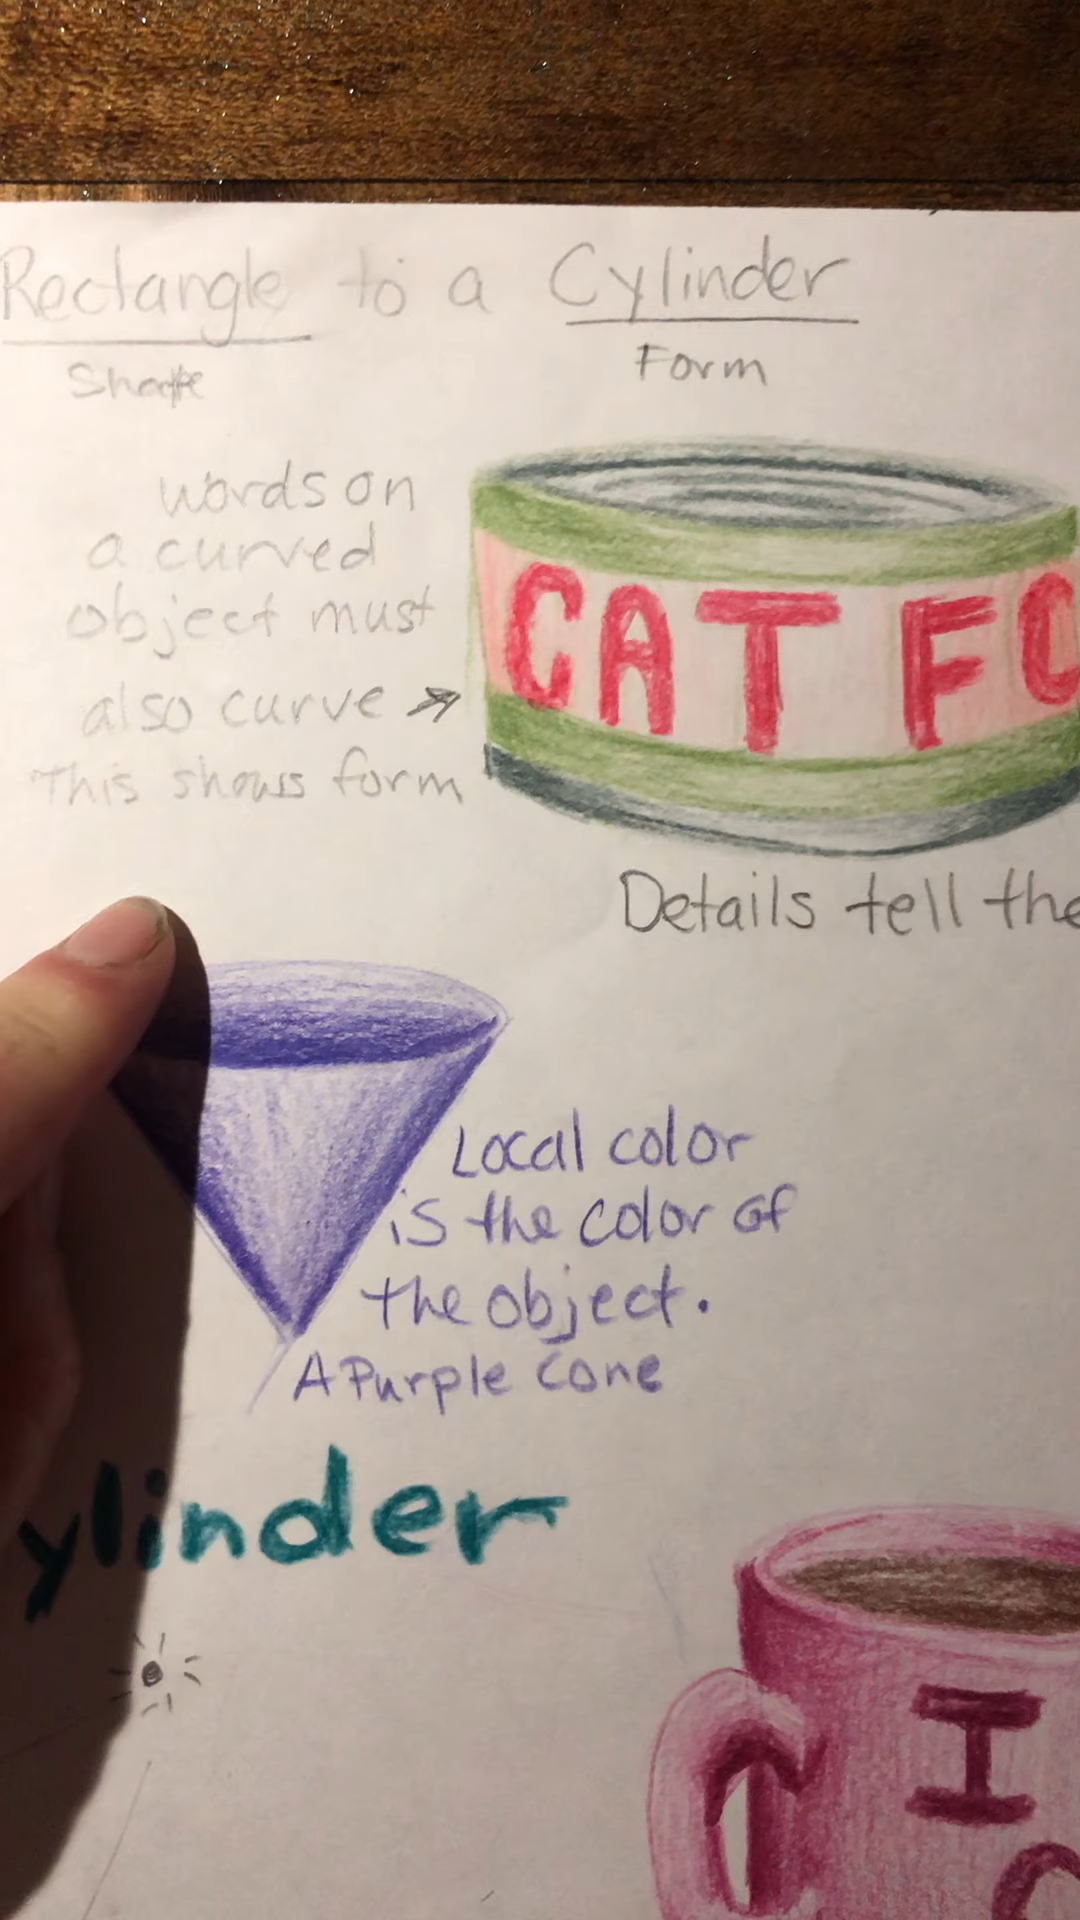 Rectangle to a Cylinder
Shape
Form
words on
a curved
object must
also curve
This shows form
CAT FO
Details tell the
Local color
is the color of
the object.
A Purple Cone
ylinder
I